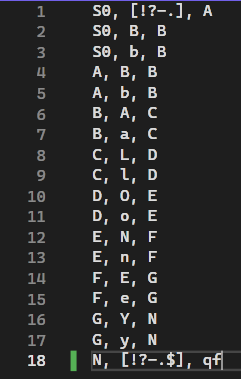 1 S0, [!?-.], A
2 S0, B, B
3 S0, b, B
4 A, B, B
5 A, b, B
6 B, A, C
7 B, a, C
8 C, L, D
9 C, l, D
10 D, O, E
11 D, o, E
12 E, N, F
13 E, n, F
14 F, E, G
15 F, e, G
16 G, Y, N
17 G, y, N
18 N, [!?-.$], qf